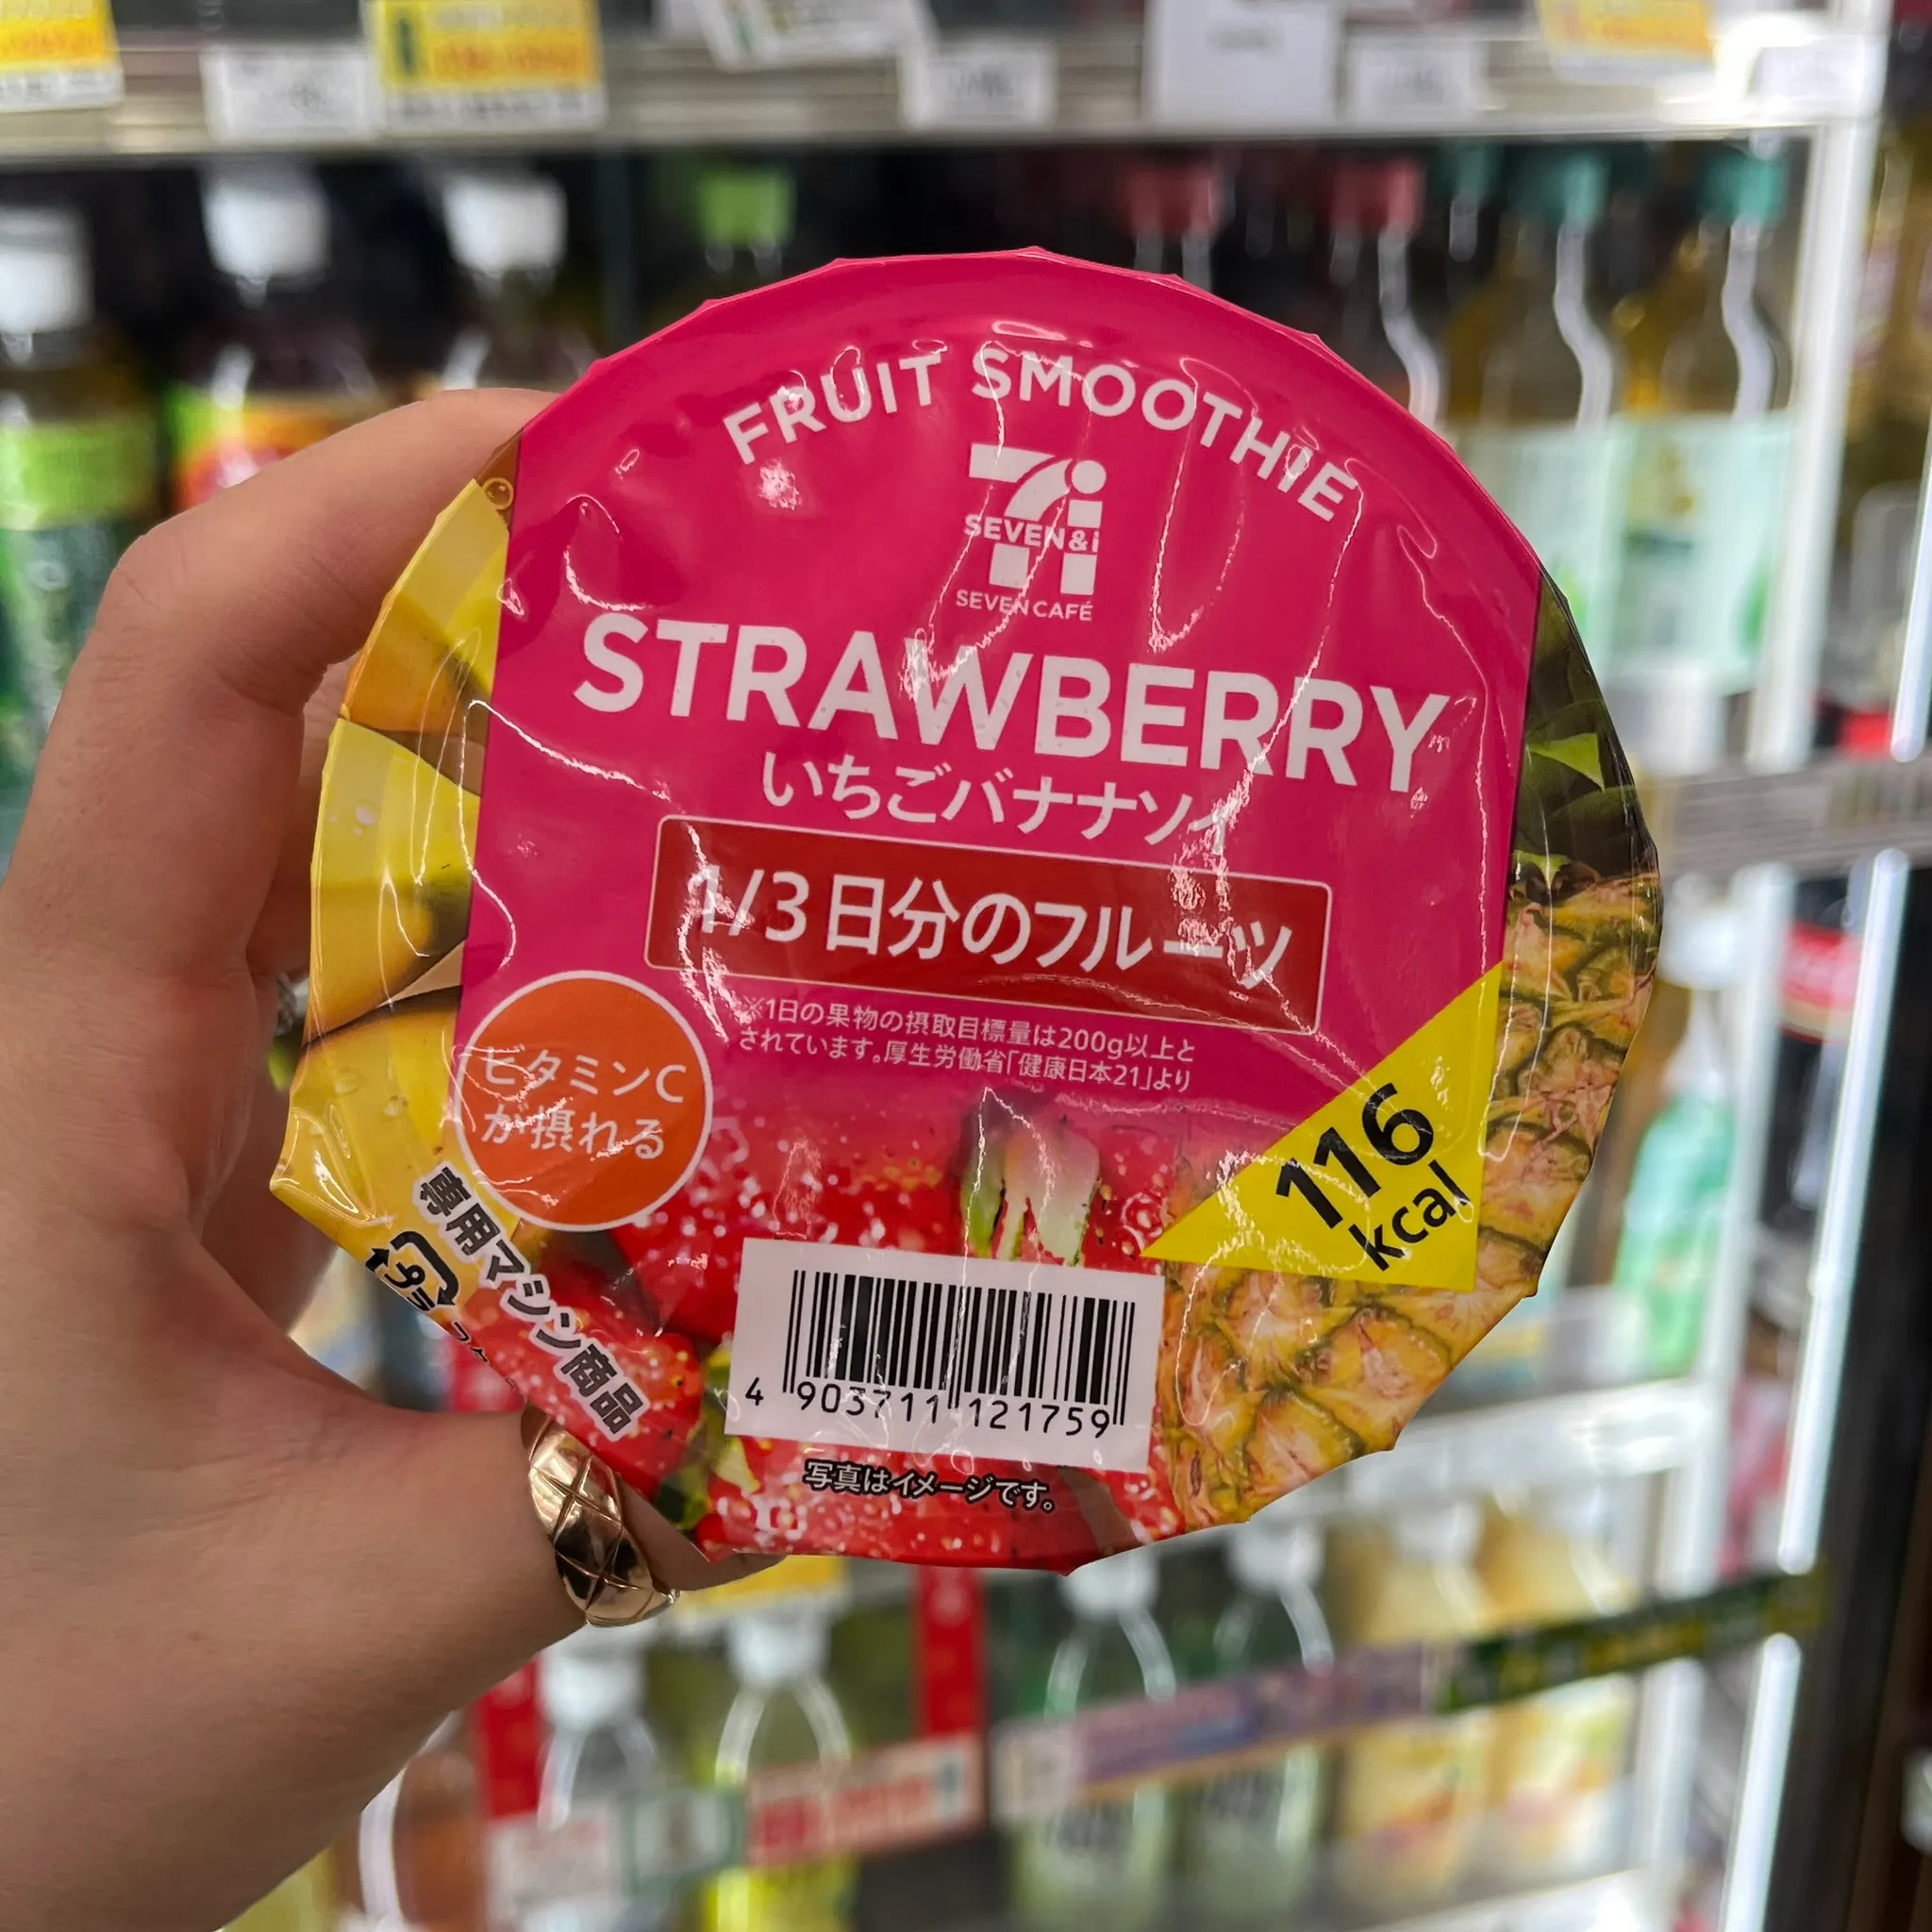 FRUIT SMOOTHIE
7i
SEVEN&i
SEVEN CAFÉ
STRAWBERRY
いちごバナナソイ
1/3日分のフルーツ
※1日の果物の摂取目標量は200g以上と
されています。厚生労働省「健康日本21」より
ビタミンC
が摂れる
116
kcal
専用マシン商品
プラ
4 903711 121759
写真はイメージです。